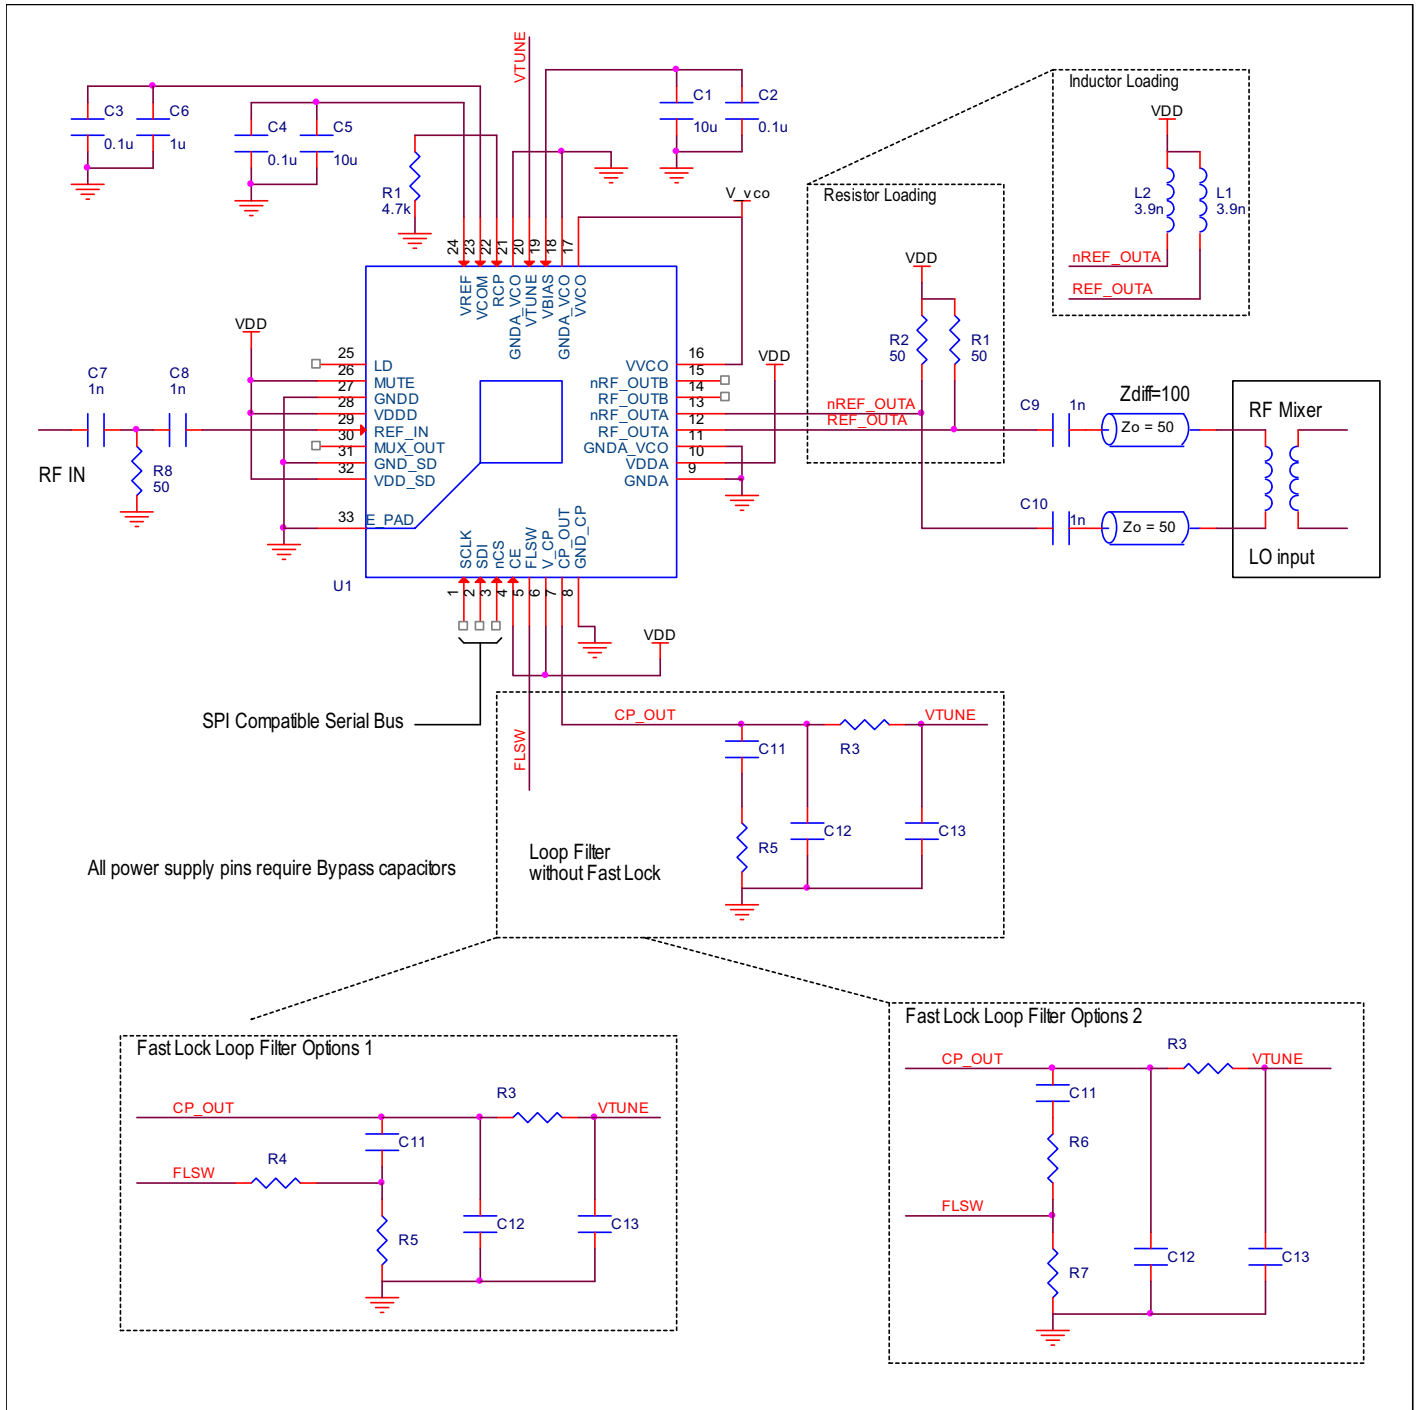 VTUNE
Inductor Loading
VDD
L2
3.9n
L1
3.9n
nREF_OUTA
REF_OUTA
C3
0.1u
C6
1u
C4
0.1u
C5
10u
C1
10u
C2
0.1u
R1
4.7k
V_vco
Resistor Loading
VDD
R2
50
R1
50
24
23
22
21
20
19
18
17
VREF
VCOM
RCP
GNDA_VCO
VTUNE
VBIAS
GNDA_VCO
VVCO
VDD
25
LD
26
MUTE
27
GNDD
28
VDDD
29
REF_IN
30
MUX_OUT
31
GND_SD
32
VDD_SD
33
E_PAD
VVCO
16
nRF_OUTB
15
RF_OUTB
14
nRF_OUTA
13
RF_OUTA
12
GNDA_VCO
11
VDDA
10
GNDA
9
VDD
nREF_OUTA
REF_OUTA
C7
1n
C8
1n
RF IN
R8
50
C9
1n
Zdiff=100
Zo = 50
C10
1n
Zo = 50
RF Mixer
LO input
SCLK
SDI
nCS
CE
FLSW
V_CP
CP_OUT
GND_CP
U1
1
2
3
4
5
6
7
8
VDD
SPI Compatible Serial Bus
FLSW
CP_OUT
VTUNE
C11
R3
R5
C12
C13
Loop Filter
without Fast Lock
All power supply pins require Bypass capacitors
Fast Lock Loop Filter Options 1
CP_OUT
R3
VTUNE
C11
FLSW
R4
R5
C12
C13
Fast Lock Loop Filter Options 2
CP_OUT
R3
VTUNE
C11
R6
FLSW
R7
C12
C13